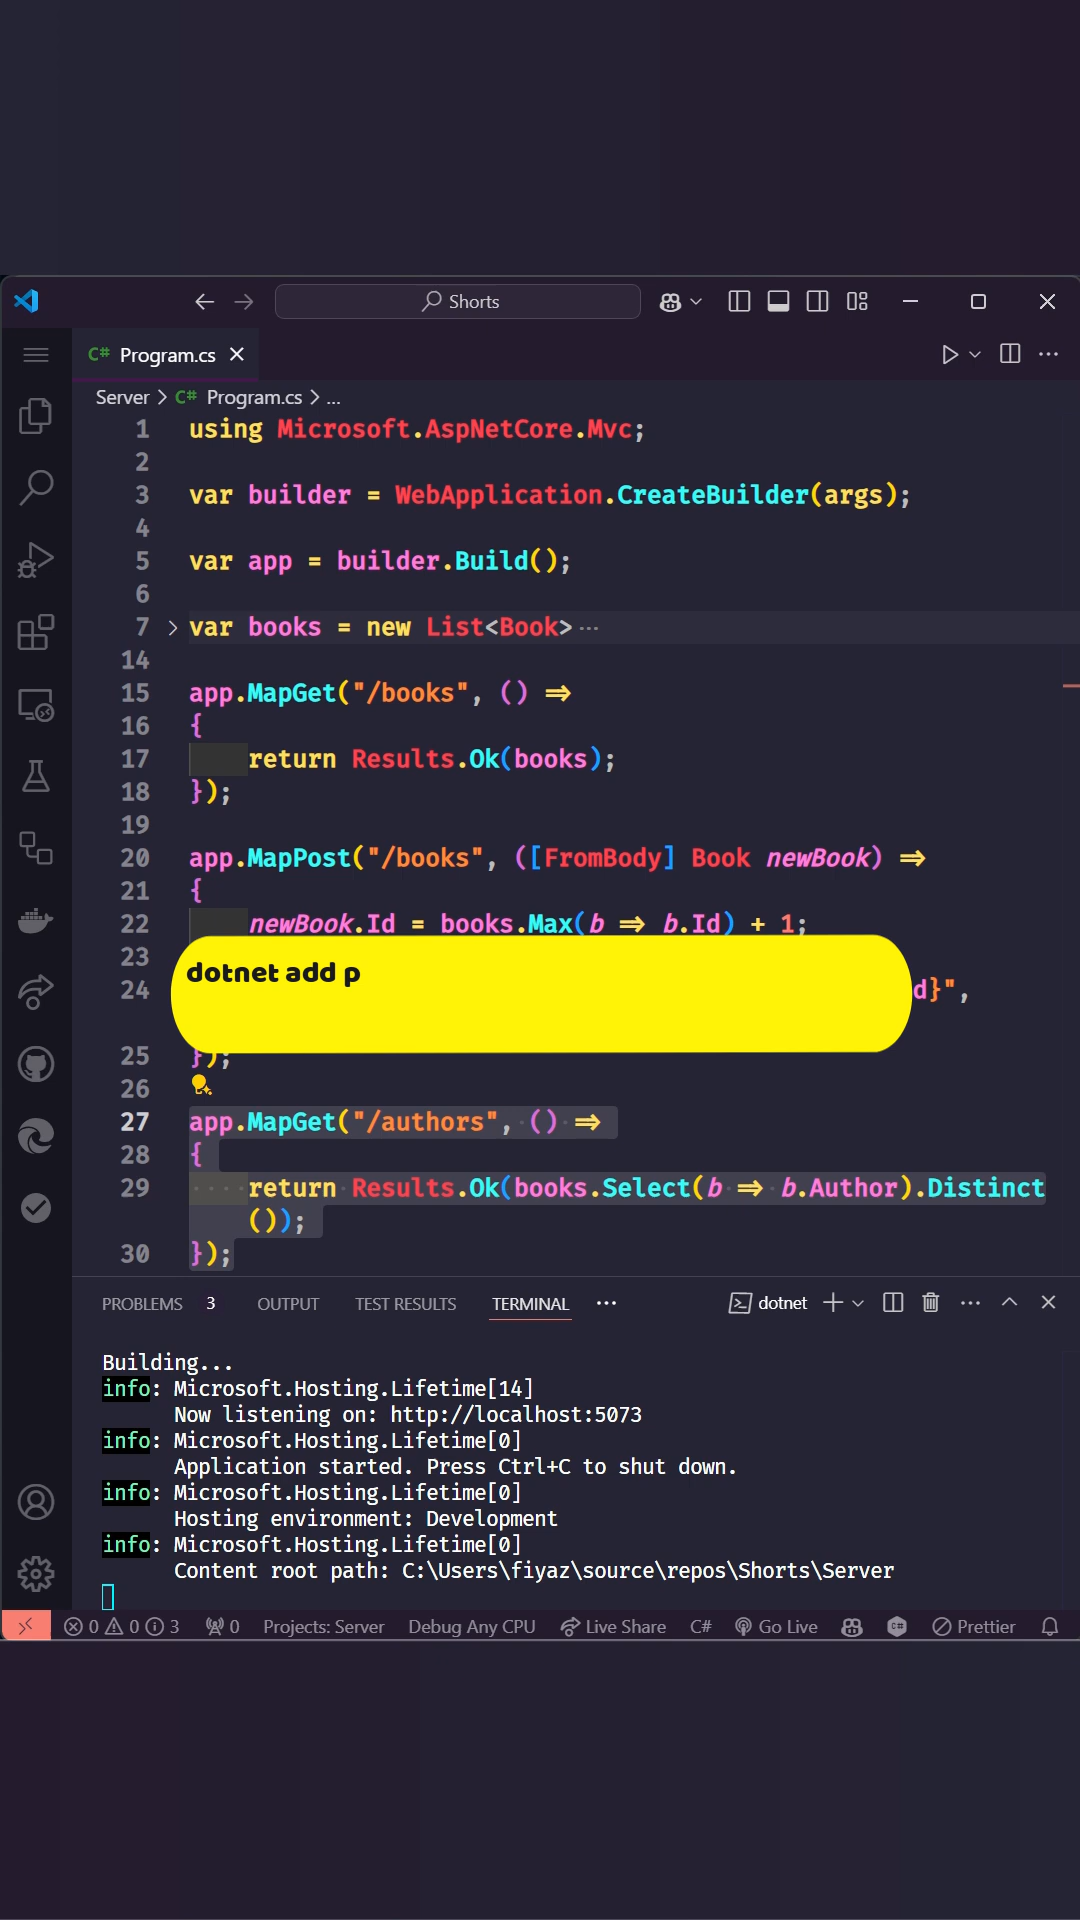 Shorts
C# Program.cs
Server > C# Program.cs > ...
1 using Microsoft.AspNetCore.Mvc;
2
3 var builder = WebApplication.CreateBuilder(args);
4
5 var app = builder.Build();
6
7 > var books = new List<Book> ...
14
15 app.MapGet("/books", () =>
16 {
17 return Results.Ok(books);
18 });
19
20 app.MapPost("/books", ([FromBody] Book newBook) =>
21 {
22 newBook.Id = books.Max(b => b.Id) + 1;
23
dotnet add p
24 d}",
25 });
26
27 app.MapGet("/authors", () =>
28 {
29 return Results.Ok(books.Select(b => b.Author).Distinct
());
30 });
PROBLEMS 3 OUTPUT TEST RESULTS TERMINAL ... dotnet
Building...
info: Microsoft.Hosting.Lifetime[14]
Now listening on: http://localhost:5073
info: Microsoft.Hosting.Lifetime[0]
Application started. Press Ctrl+C to shut down.
info: Microsoft.Hosting.Lifetime[0]
Hosting environment: Development
info: Microsoft.Hosting.Lifetime[0]
Content root path: C:\Users\fiyaz\source\repos\Shorts\Server
0 0 3 0 Projects: Server Debug Any CPU Live Share C# Go Live Prettier